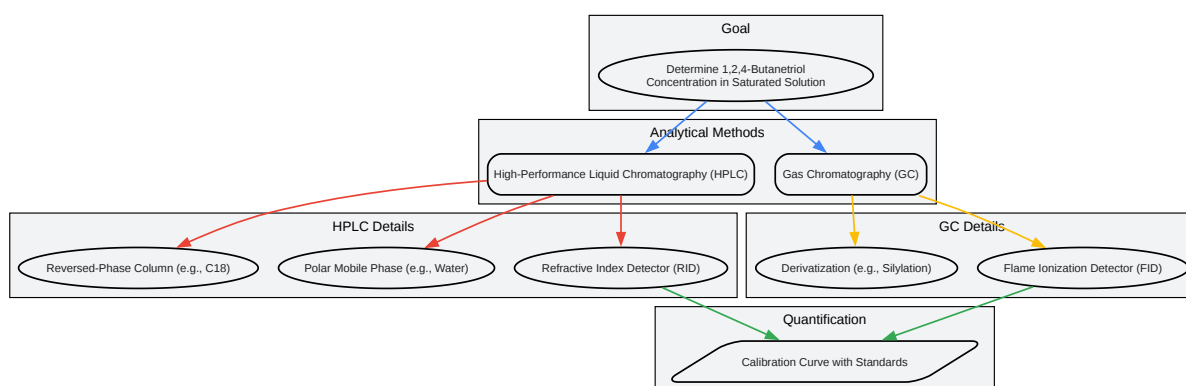 Goal
Determine 1,2,4-Butanetriol
Concentration in Saturated Solution
Analytical Methods
High-Performance Liquid Chromatography (HPLC)
Gas Chromatography (GC)
HPLC Details
GC Details
Reversed-Phase Column (e.g., C18)
Polar Mobile Phase (e.g., Water)
Refractive Index Detector (RID)
Derivatization (e.g., Silylation)
Flame Ionization Detector (FID)
Quantification
Calibration Curve with Standards